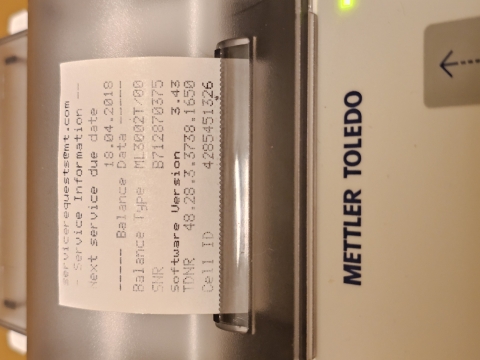 servicerequests@mt.com
- Service Information --
Next service due date
18.04.2018
----- Balance Data -----
Balance Type ML3002T/00
SNR B712870375
Software Version 3.43
TDNR 48.28.3.3738.1650
Cell ID 4285451326
METTLER TOLEDO